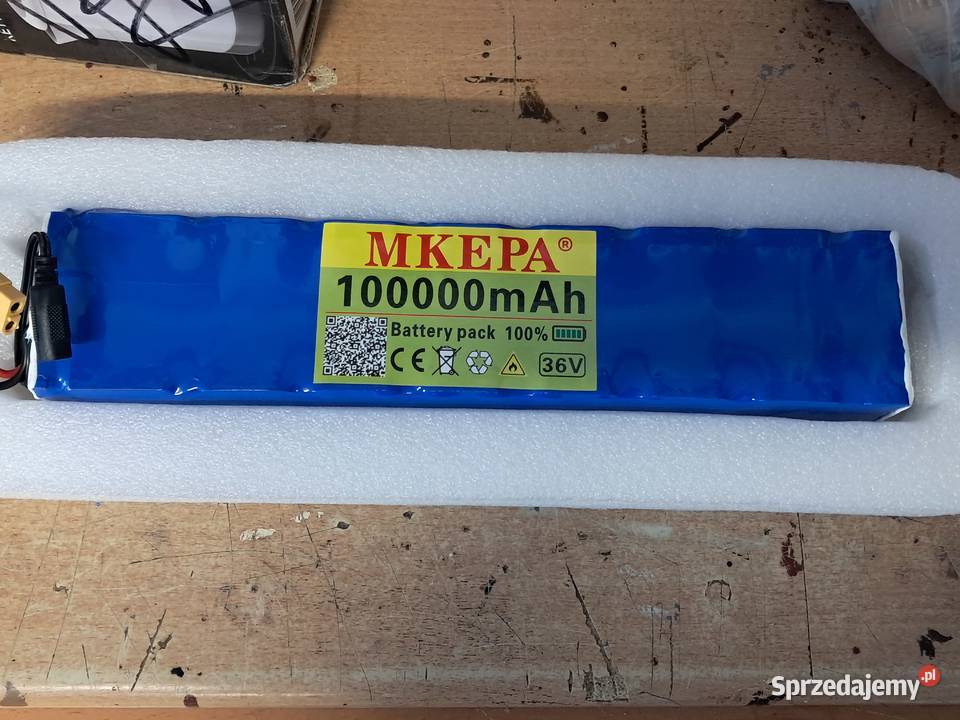 MKEPA®
100000mAh
Battery pack 100%
CE
36V
Sprzedajemy.pl